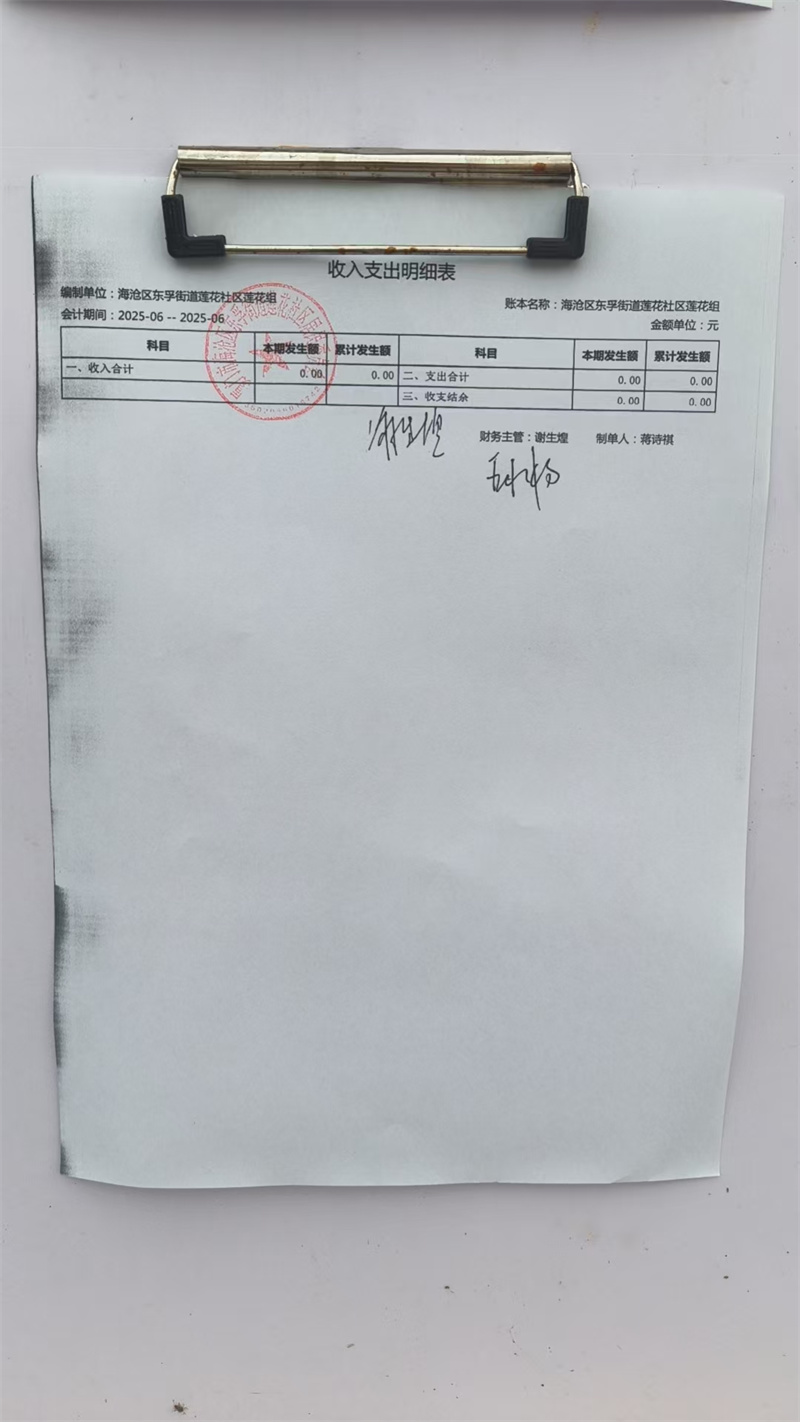 收入支出明细表
编制单位：海沧区东孚街道莲花社区莲花组
账本名称：海沧区东孚街道莲花社区莲花组
会计期间：2025-06 -- 2025-06
金额单位：元
科目 本期发生额 累计发生额 科目 本期发生额 累计发生额
一、收入合计 0.00 0.00 二、支出合计 0.00 0.00
三、收支结余 0.00 0.00
谢生煌
财务主管：谢生煌 制单人：蒋诗祺